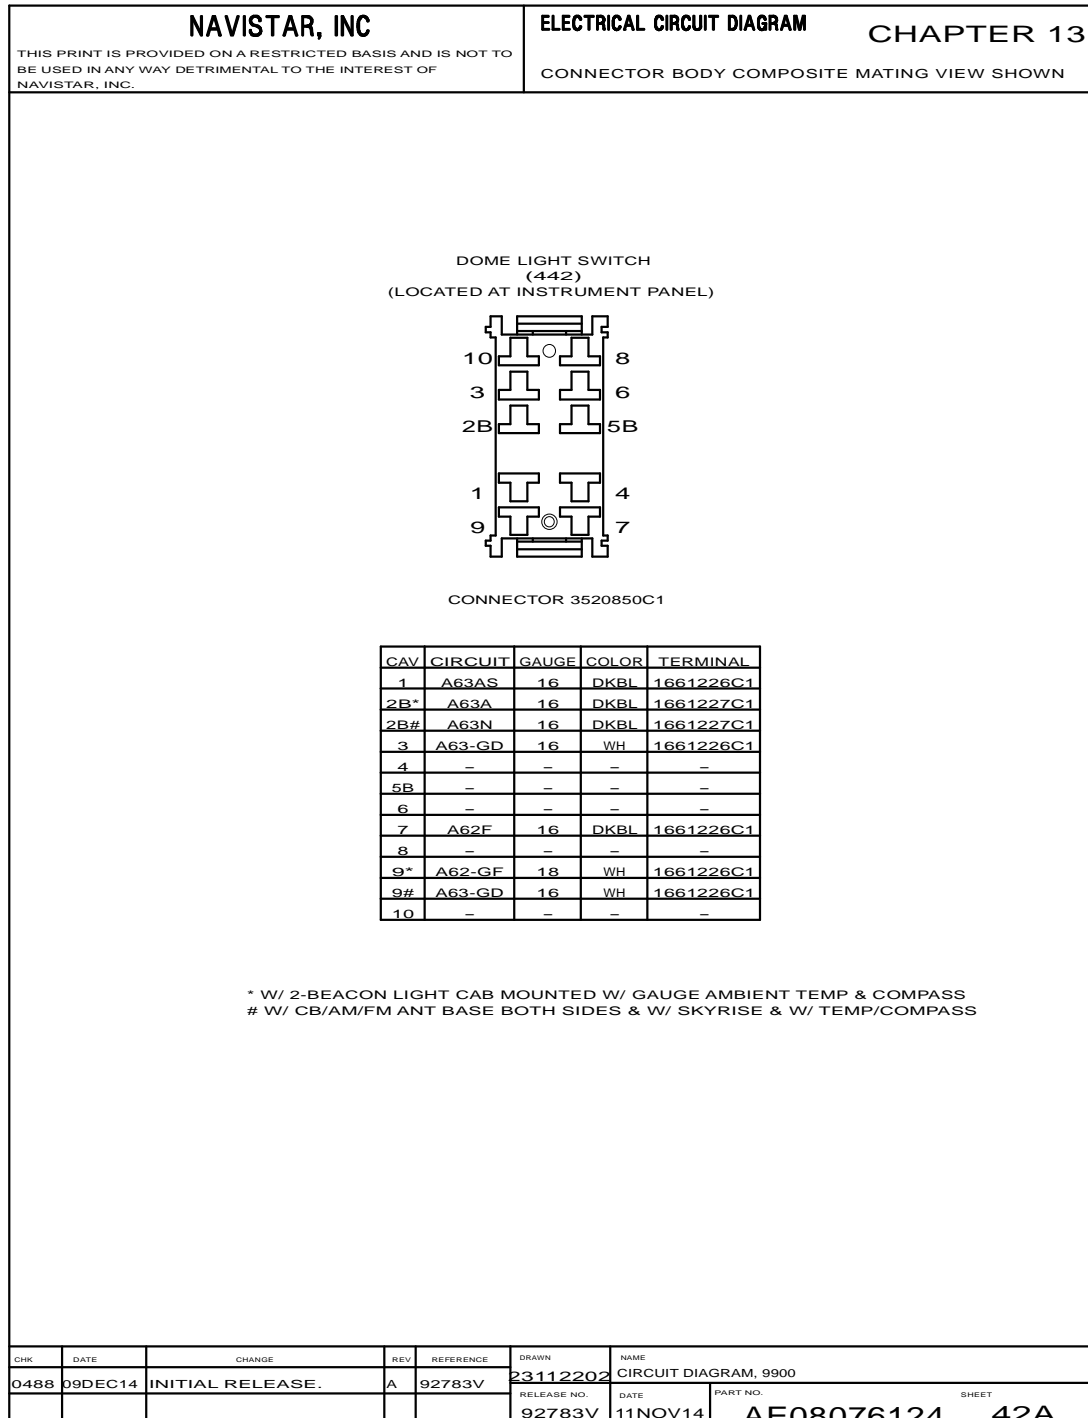 NAVISTAR, INC
THIS PRINT IS PROVIDED ON A RESTRICTED BASIS AND IS NOT TO
BE USED IN ANY WAY DETRIMENTAL TO THE INTEREST OF
NAVISTAR, INC.
ELECTRICAL CIRCUIT DIAGRAM
CHAPTER 13
CONNECTOR BODY COMPOSITE MATING VIEW SHOWN
DOME LIGHT SWITCH
(442)
(LOCATED AT INSTRUMENT PANEL)
10 8
3 6
2B 5B
1 4
9 7
CONNECTOR 3520850C1
CAV CIRCUIT GAUGE COLOR TERMINAL
1 A63AS 16 DKBL 1661226C1
2B* A63A 16 DKBL 1661227C1
2B# A63N 16 DKBL 1661227C1
3 A63-GD 16 WH 1661226C1
4 – – – –
5B – – – –
6 – – – –
7 A62F 16 DKBL 1661226C1
8 – – – –
9* A62-GF 18 WH 1661226C1
9# A63-GD 16 WH 1661226C1
10 – – – –
* W/ 2-BEACON LIGHT CAB MOUNTED W/ GAUGE AMBIENT TEMP & COMPASS
# W/ CB/AM/FM ANT BASE BOTH SIDES & W/ SKYRISE & W/ TEMP/COMPASS
CHK DATE CHANGE REV REFERENCE
0488 09DEC14 INITIAL RELEASE. A 92783V
DRAWN
23112202
NAME
CIRCUIT DIAGRAM, 9900
RELEASE NO.
92783V
DATE
11NOV14
PART NO.
AE08076124
SHEET
42A